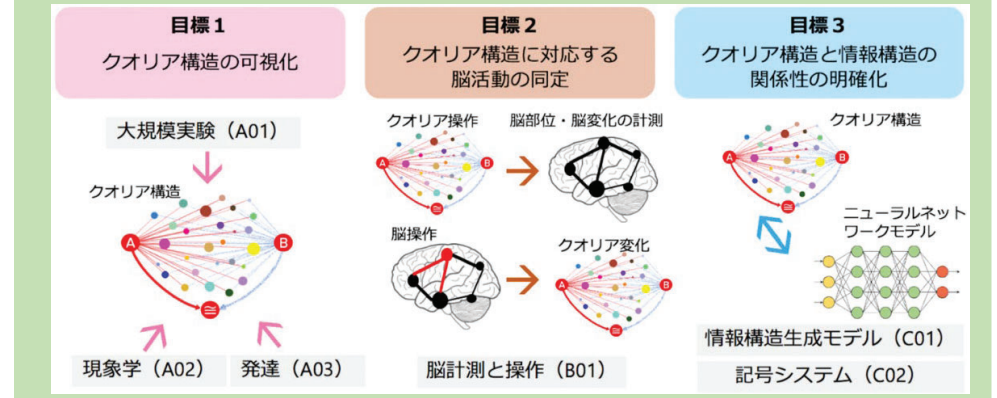 目標1
クオリア構造の可視化
大規模実験（A01）
クオリア構造
A
B
≅
現象学（A02）
発達（A03）
目標2
クオリア構造に対応する
脳活動の同定
クオリア操作
脳部位・脳変化の計測
A
B
≅
脳操作
クオリア変化
A
B
≅
脳計測と操作（B01）
目標3
クオリア構造と情報構造の
関係性の明確化
クオリア構造
A
B
≅
ニューラルネット
ワークモデル
情報構造生成モデル（C01）
記号システム（C02）